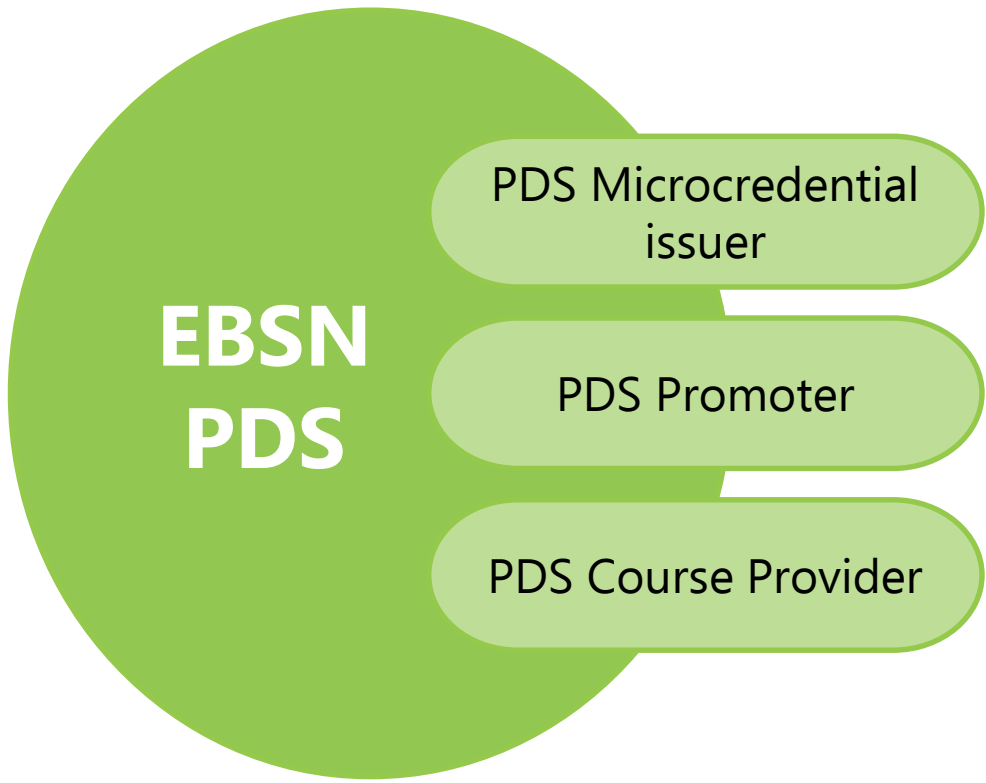 EBSN
PDS
PDS Microcredential
issuer
PDS Promoter
PDS Course Provider